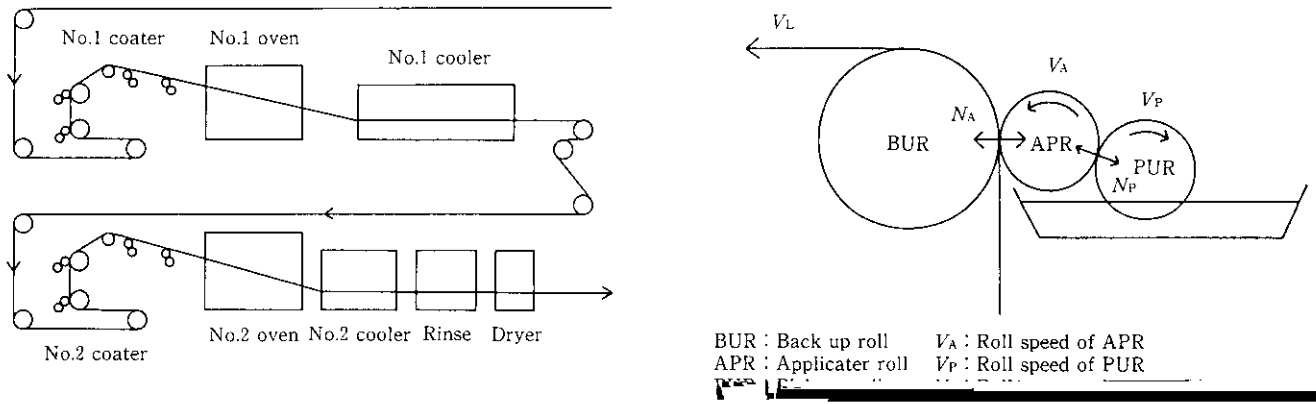 No.1 coater
No.1 oven
No.1 cooler
No.2 oven
No.2 cooler
Rinse
Dryer
No.2 coater
VL
VA
VP
NA
BUR
APR
PUR
NP
BUR : Back up roll VA : Roll speed of APR
APR : Applicater roll VP : Roll speed of PUR